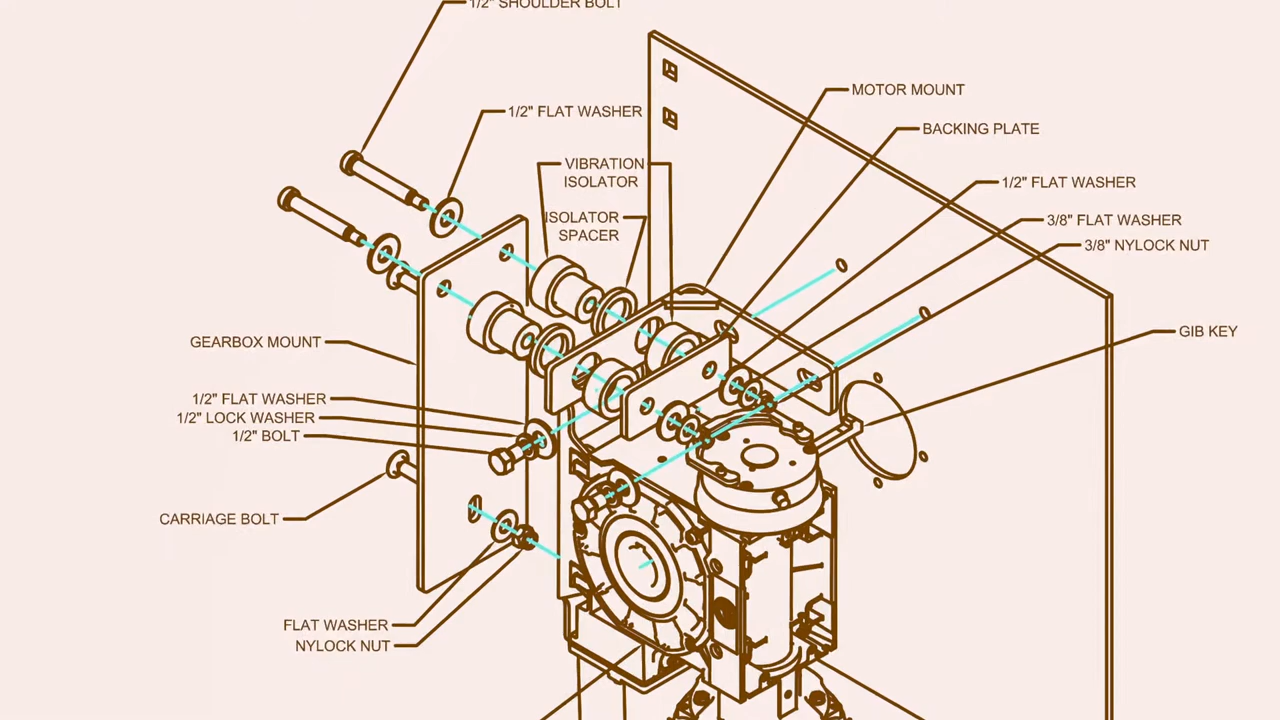 1/2" SHOULDER BOLT
MOTOR MOUNT
1/2" FLAT WASHER
BACKING PLATE
VIBRATION
ISOLATOR
1/2" FLAT WASHER
ISOLATOR
SPACER
3/8" FLAT WASHER
3/8" NYLOCK NUT
GIB KEY
GEARBOX MOUNT
1/2" FLAT WASHER
1/2" LOCK WASHER
1/2" BOLT
CARRIAGE BOLT
FLAT WASHER
NYLOCK NUT